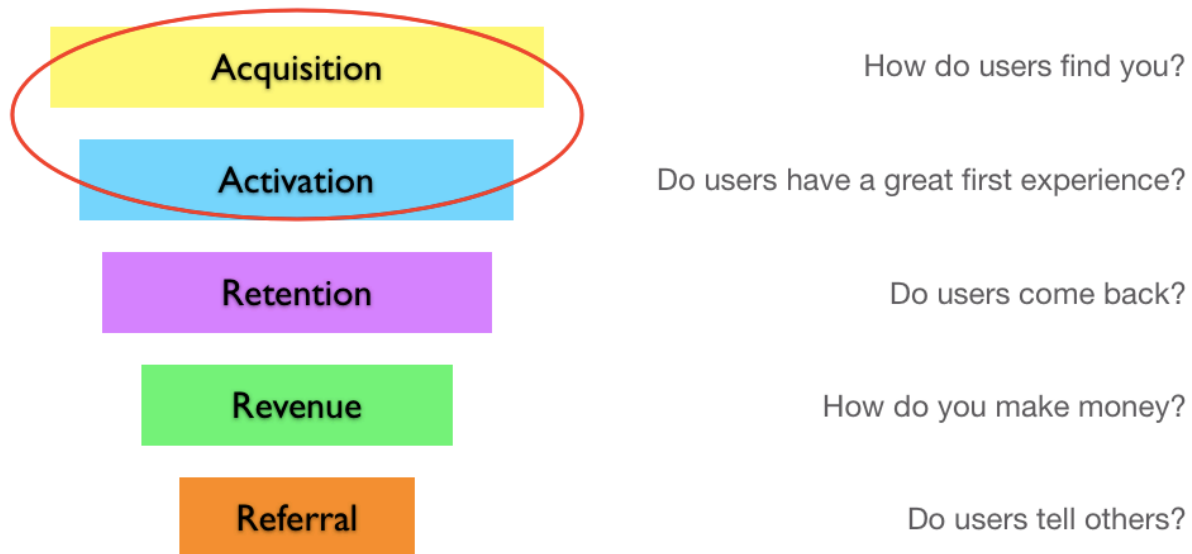 Acquisition
How do users find you?
Activation
Do users have a great first experience?
Retention
Do users come back?
Revenue
How do you make money?
Referral
Do users tell others?